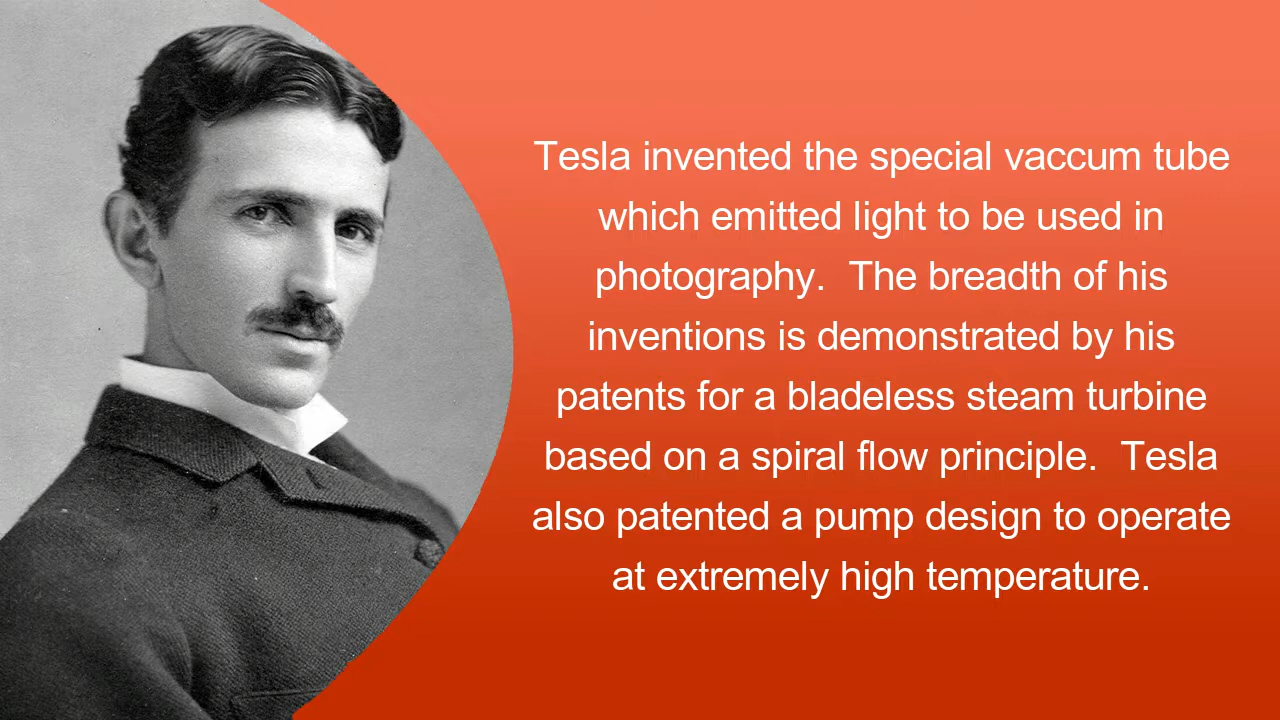 Tesla invented the special vaccum tube
which emitted light to be used in
photography.  The breadth of his
inventions is demonstrated by his
patents for a bladeless steam turbine
based on a spiral flow principle.  Tesla
also patented a pump design to operate
at extremely high temperature.